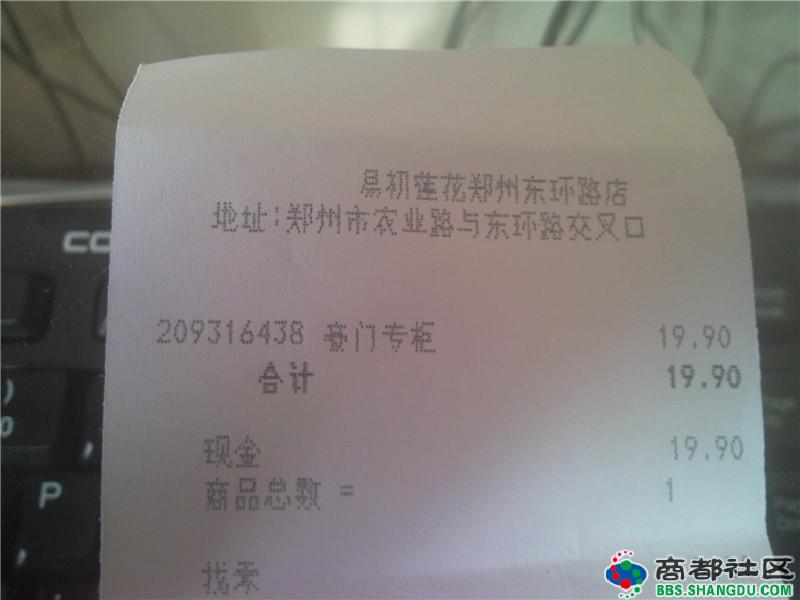 易初莲花郑州东环路店
地址:郑州市农业路与东环路交叉口
209316438 豪门专柜 19.90
合计 19.90
现金 19.90
商品总数 = 1
找零
CO
P
商都社区
BBS.SHANGDU.COM